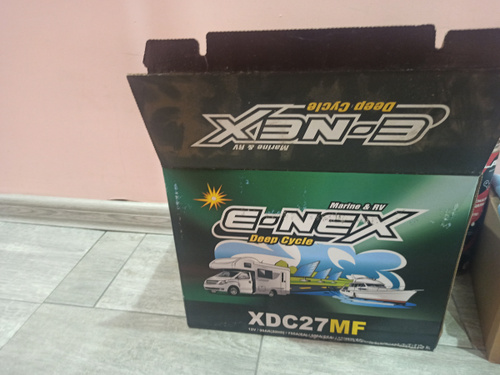 Deep Cycle
E-NEX
Marine & RV
Marine & RV
E-NEX
Deep Cycle
XDC27MF